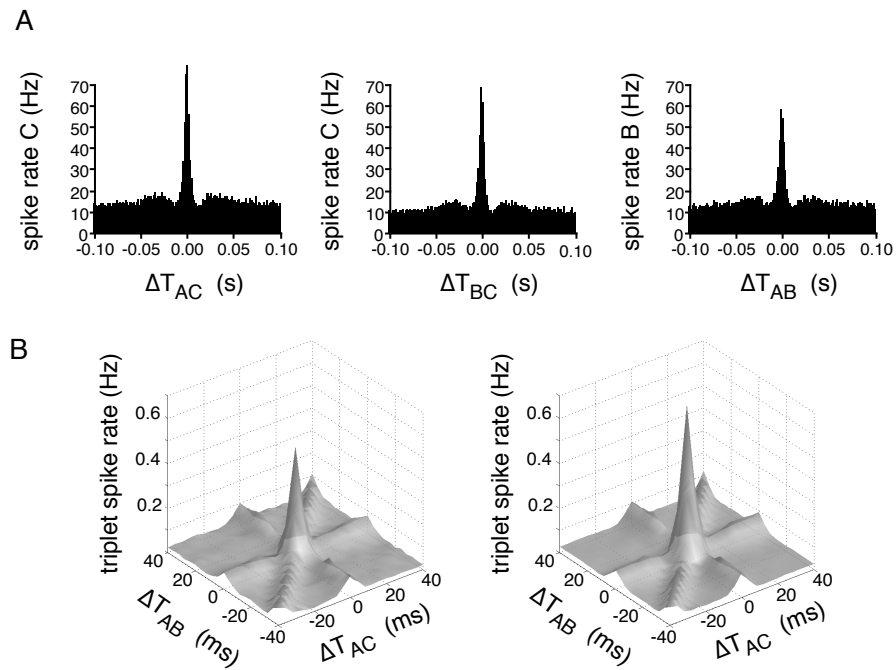 A
spike rate C (Hz)
70
60
50
40
30
20
10
0
-0.10 -0.05 0.00 0.05 0.10
ΔT_AC (s)
spike rate C (Hz)
70
60
50
40
30
20
10
0
-0.10 -0.05 0.00 0.05 0.10
ΔT_BC (s)
spike rate B (Hz)
70
60
50
40
30
20
10
0
-0.10 -0.05 0.00 0.05 0.10
ΔT_AB (s)
B
triplet spike rate (Hz)
0.6
0.4
0.2
40 20 0 -20 -40
ΔT_AB (ms)
-20 0 20 40
ΔT_AC (ms)
triplet spike rate (Hz)
0.6
0.4
0.2
40 20 0 -20 -40
ΔT_AB (ms)
-20 0 20 40
ΔT_AC (ms)